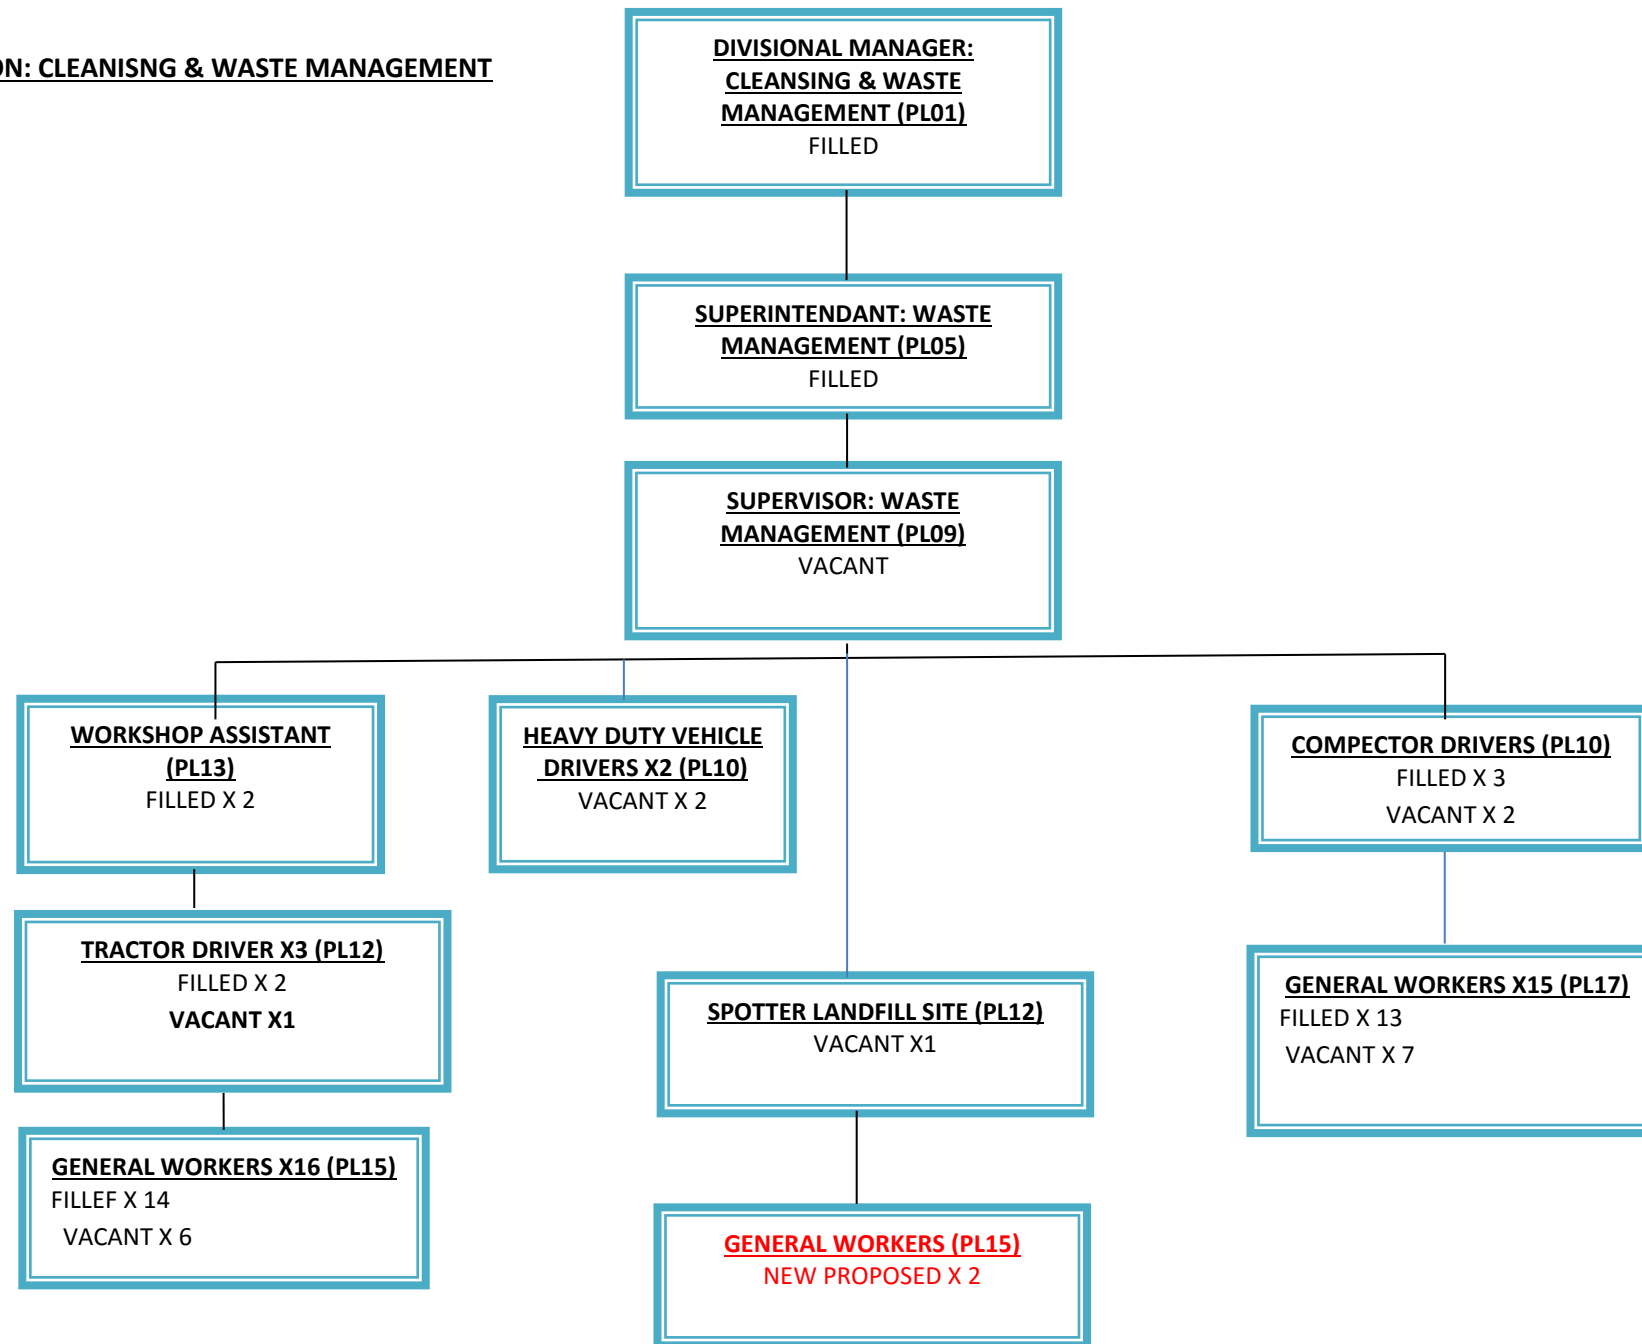 ON: CLEANISNG & WASTE MANAGEMENT
DIVISIONAL MANAGER:
CLEANSING & WASTE
MANAGEMENT (PL01)
FILLED
SUPERINTENDANT: WASTE
MANAGEMENT (PL05)
FILLED
SUPERVISOR: WASTE
MANAGEMENT (PL09)
VACANT
WORKSHOP ASSISTANT
(PL13)
FILLED X 2
HEAVY DUTY VEHICLE
DRIVERS X2 (PL10)
VACANT X 2
COMPECTOR DRIVERS (PL10)
FILLED X 3
VACANT X 2
TRACTOR DRIVER X3 (PL12)
FILLED X 2
VACANT X1
SPOTTER LANDFILL SITE (PL12)
VACANT X1
GENERAL WORKERS X15 (PL17)
FILLED X 13
VACANT X 7
GENERAL WORKERS X16 (PL15)
FILLEF X 14
VACANT X 6
GENERAL WORKERS (PL15)
NEW PROPOSED X 2